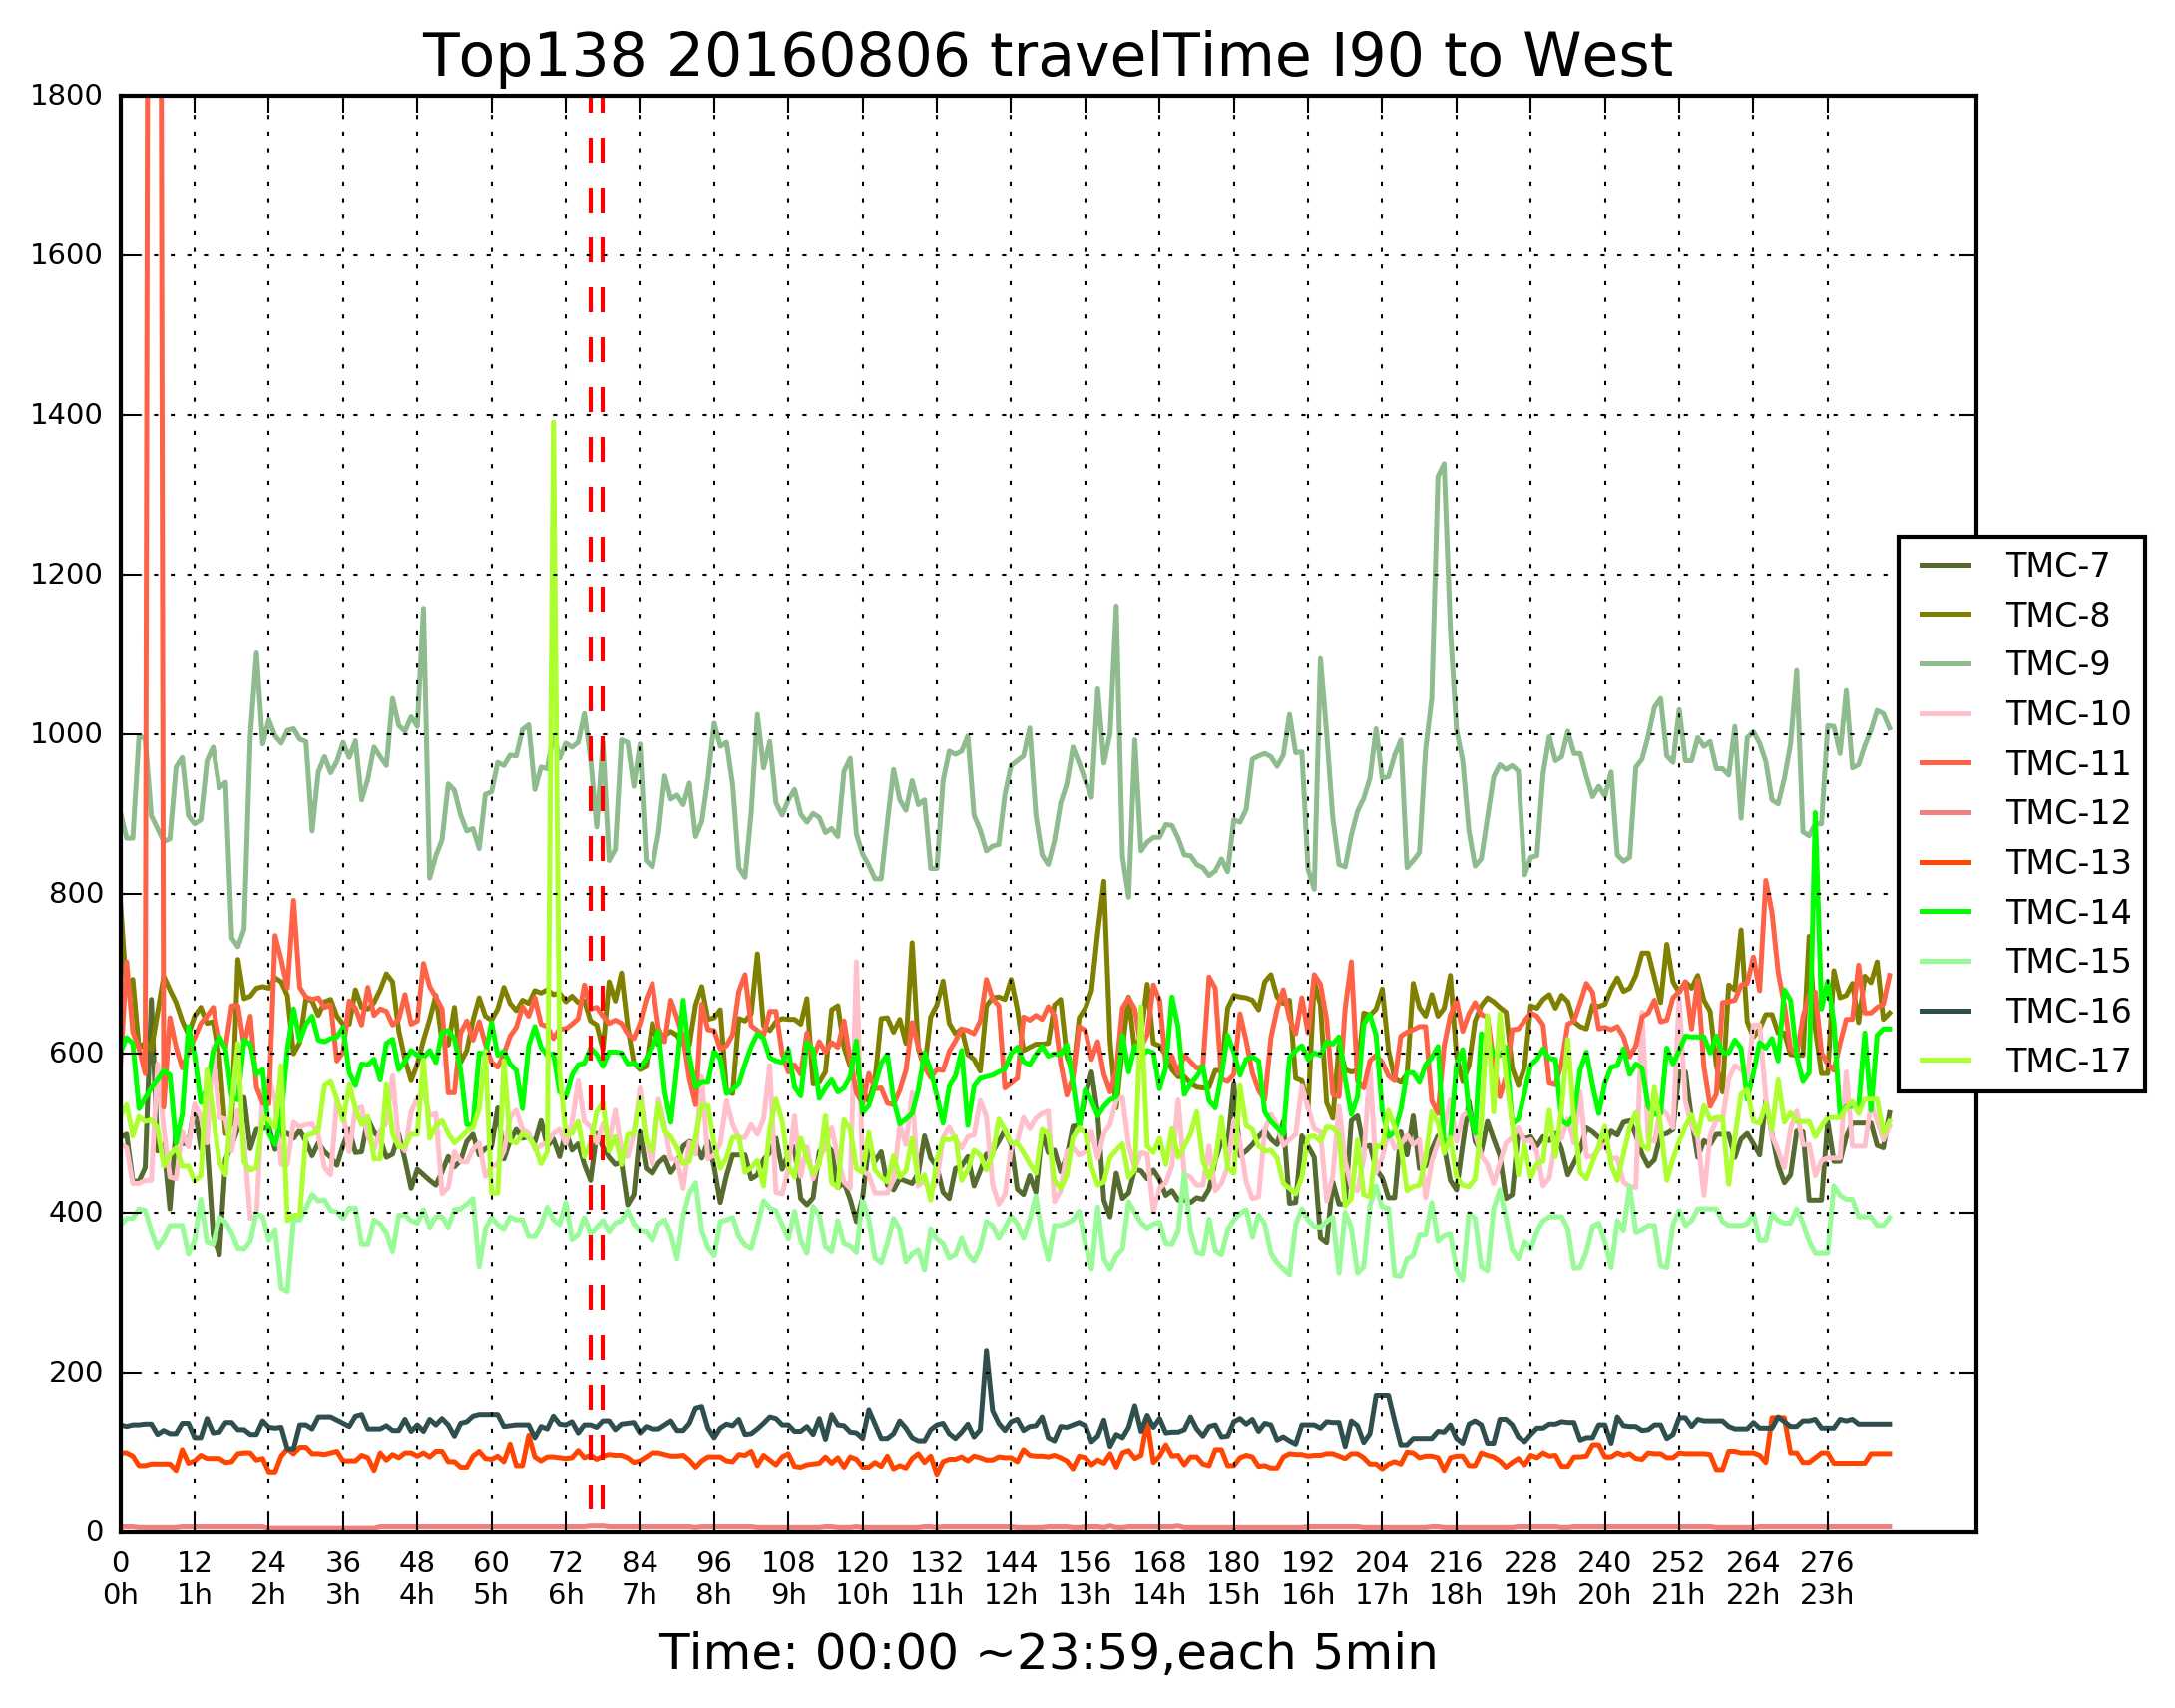 Top138 20160806 travelTime I90 to West
1800
1600
1400
1200
1000
800
600
400
200
0
TMC-7
TMC-8
TMC-9
TMC-10
TMC-11
TMC-12
TMC-13
TMC-14
TMC-15
TMC-16
TMC-17
0 12 24 36 48 60 72 84 96 108 120 132 144 156 168 180 192 204 216 228 240 252 264 276
0h 1h 2h 3h 4h 5h 6h 7h 8h 9h 10h 11h 12h 13h 14h 15h 16h 17h 18h 19h 20h 21h 22h 23h
Time: 00:00 ~23:59,each 5min